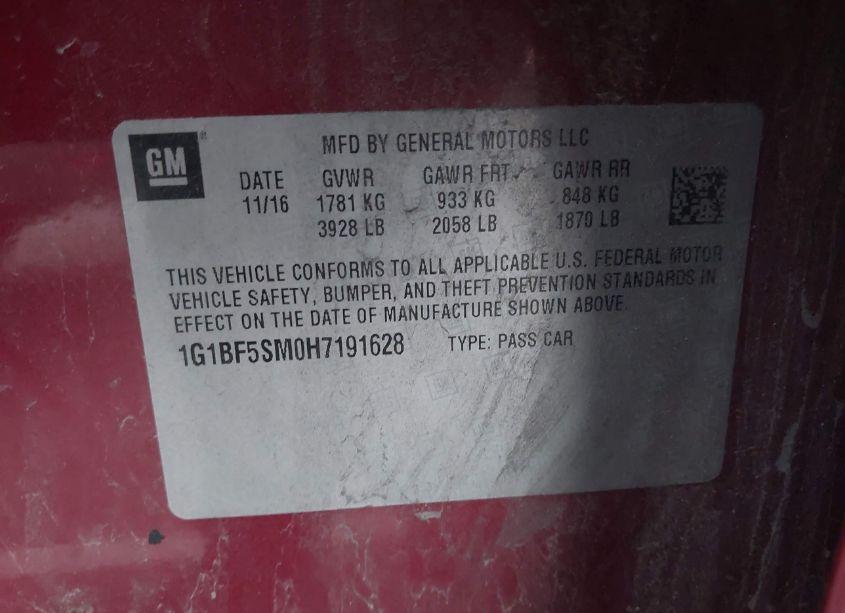 GM
MFD BY GENERAL MOTORS LLC
DATE GVWR GAWR FRT GAWR RR
11/16 1781 KG 933 KG 848 KG
3928 LB 2058 LB 1870 LB
THIS VEHICLE CONFORMS TO ALL APPLICABLE U.S. FEDERAL MOTOR
VEHICLE SAFETY, BUMPER, AND THEFT PREVENTION STANDARDS IN
EFFECT ON THE DATE OF MANUFACTURE SHOWN ABOVE.
1G1BF5SM0H7191628 TYPE: PASS CAR